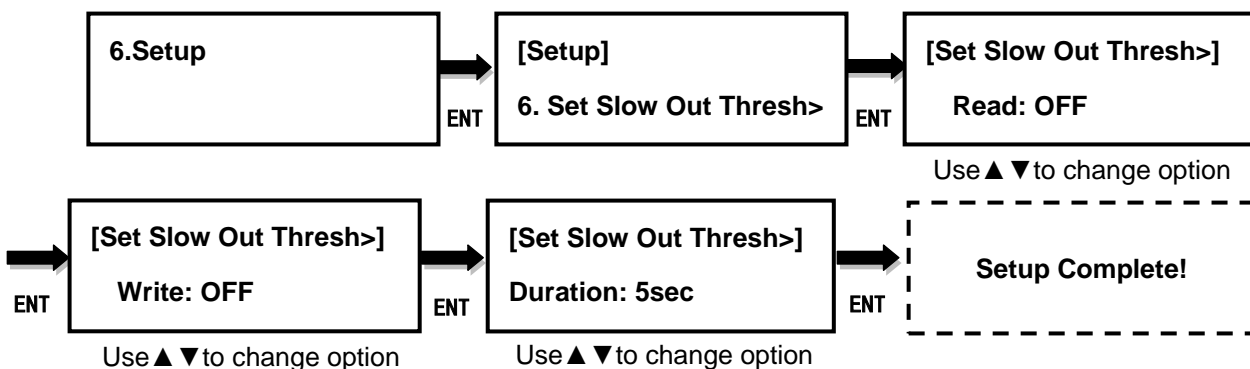 6.Setup
ENT
[Setup]
6. Set Slow Out Thresh>
ENT
[Set Slow Out Thresh>]
Read: OFF
Use▲▼to change option
ENT
[Set Slow Out Thresh>]
Write: OFF
Use▲▼to change option
ENT
[Set Slow Out Thresh>]
Duration: 5sec
Use▲▼to change option
ENT
Setup Complete!